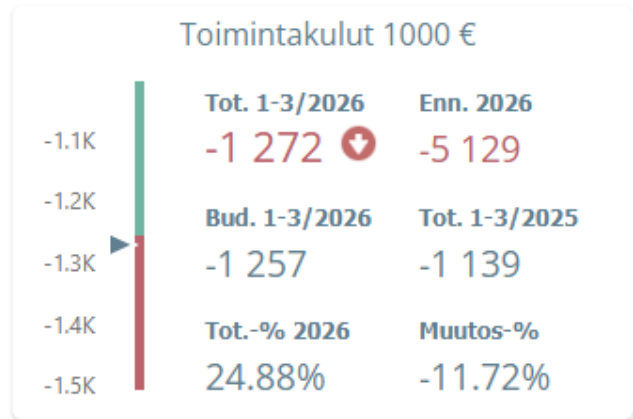 Toimintakulut 1000 €
-1.1K
-1.2K
-1.3K
-1.4K
-1.5K
Tot. 1-3/2026 Enn. 2026
-1 272 -5 129
Bud. 1-3/2026 Tot. 1-3/2025
-1 257 -1 139
Tot.-% 2026 Muutos-%
24.88% -11.72%